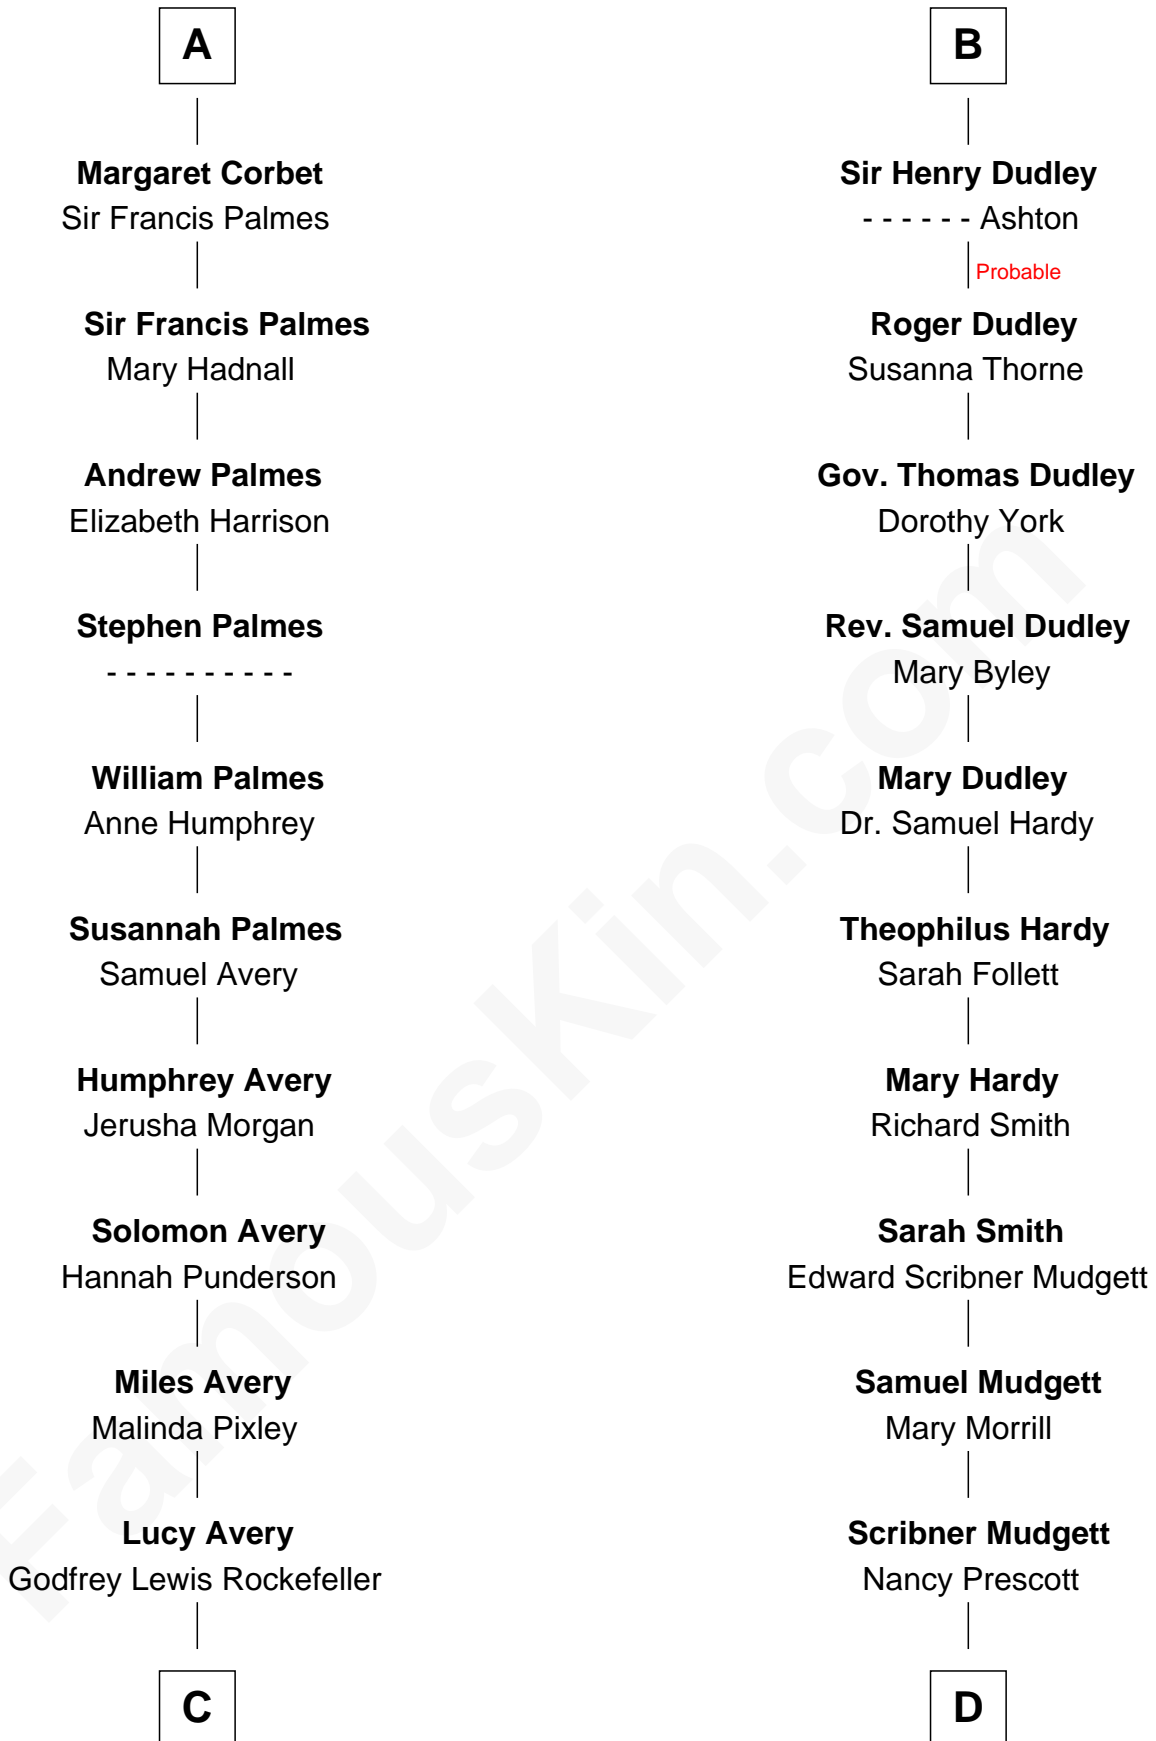 A
Margaret Corbet
Sir Francis Palmes
Sir Francis Palmes
Mary Hadnall
Andrew Palmes
Elizabeth Harrison
Stephen Palmes
- - - - - - - - - -
William Palmes
Anne Humphrey
Susannah Palmes
Samuel Avery
Humphrey Avery
Jerusha Morgan
Solomon Avery
Hannah Punderson
Miles Avery
Malinda Pixley
Lucy Avery
Godfrey Lewis Rockefeller
C
B
Sir Henry Dudley
- - - - - - Ashton
Probable
Roger Dudley
Susanna Thorne
Gov. Thomas Dudley
Dorothy York
Rev. Samuel Dudley
Mary Byley
Mary Dudley
Dr. Samuel Hardy
Theophilus Hardy
Sarah Follett
Mary Hardy
Richard Smith
Sarah Smith
Edward Scribner Mudgett
Samuel Mudgett
Mary Morrill
Scribner Mudgett
Nancy Prescott
D
FamousKin.com